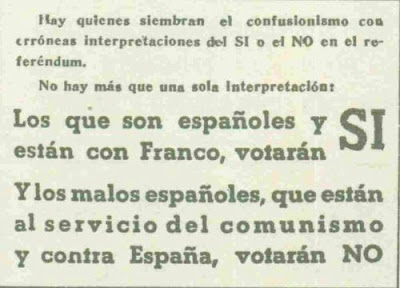 Hay quienes siembran el confusionismo con
erróneas interpretaciones del SI o el NO en el re-
feréndum.
No hay más que una sola interpretación:
Los que son españoles y
están con Franco, votarán SI
Y los malos españoles, que están
al servicio del comunismo
y contra España, votarán NO